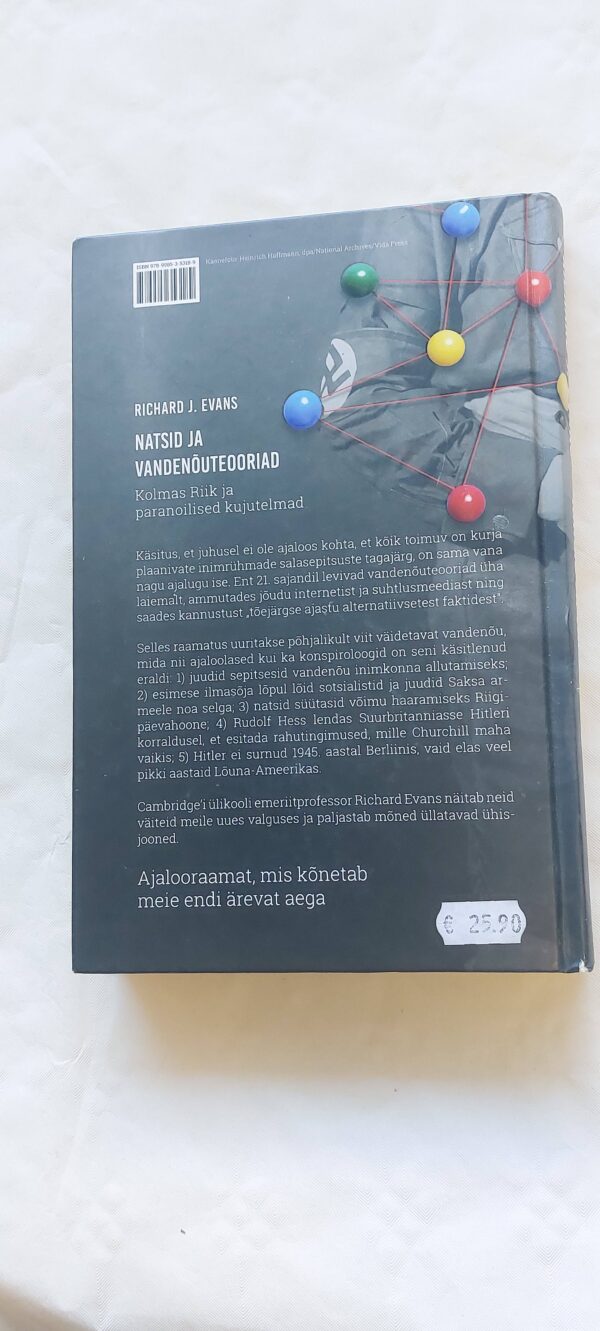 Kaanefoto: Heinrich Hoffmann, dpa/National Archives/Vida Press
RICHARD J. EVANS
NATSID JA
VANDENÕUTEOORIAD
Kolmas Riik ja
paranoilised kujutelmad
Käsitus, et juhusel ei ole ajaloos kohta, et kõik toimuv on kurja
plaanivate inimrühmade salasepitsuste tagajärg, on sama vana
nagu ajalugu ise. Ent 21. sajandil levivad vandenõuteooriad üha
laiemalt, ammutades jõudu internetist ja suhtlusmeediast ning
saades kannustust „tõejärgse ajastu alternatiivsetest faktidest“.
Selles raamatus uuritakse põhjalikult viit väidetavat vandenõu,
mida nii ajaloolased kui ka konspiroloogid on seni käsitlenud
eraldi: 1) juudid sepitsesid vandenõu inimkonna allutamiseks;
2) esimese ilmasõja lõpul lõid sotsialistid ja juudid Saksa ar-
meele noa selga; 3) natsid süütasid võimu haaramiseks Riigi-
päevahoone; 4) Rudolf Hess lendas Suurbritanniasse Hitleri
korraldusel, et esitada rahutingimused, mille Churchill maha
vaikis; 5) Hitler ei surnud 1945. aastal Berliinis, vaid elas veel
pikki aastaid Lõuna-Ameerikas.
Cambridge'i ülikooli emeriitprofessor Richard Evans näitab neid
väiteid meile uues valguses ja paljastab mõned üllatavad ühis-
jooned.
Ajalooraamat, mis kõnetab
meie endi ärevat aega
€ 25.90